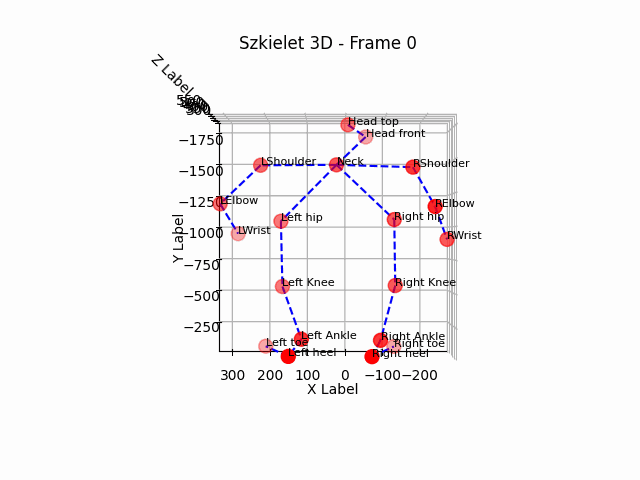 Szkielet 3D - Frame 0
Z Label
Head top
Head front
−1750
LShoulder
Neck
RShoulder
−1500
LElbow
RElbow
−1250
Left hip
Right hip
LWrist
RWrist
−1000
Y Label
−750
Left Knee
Right Knee
−500
−250
Left Ankle
Right Ankle
Left toe
Right toe
Left heel
Right heel
300 200 100 0 −100 −200
X Label